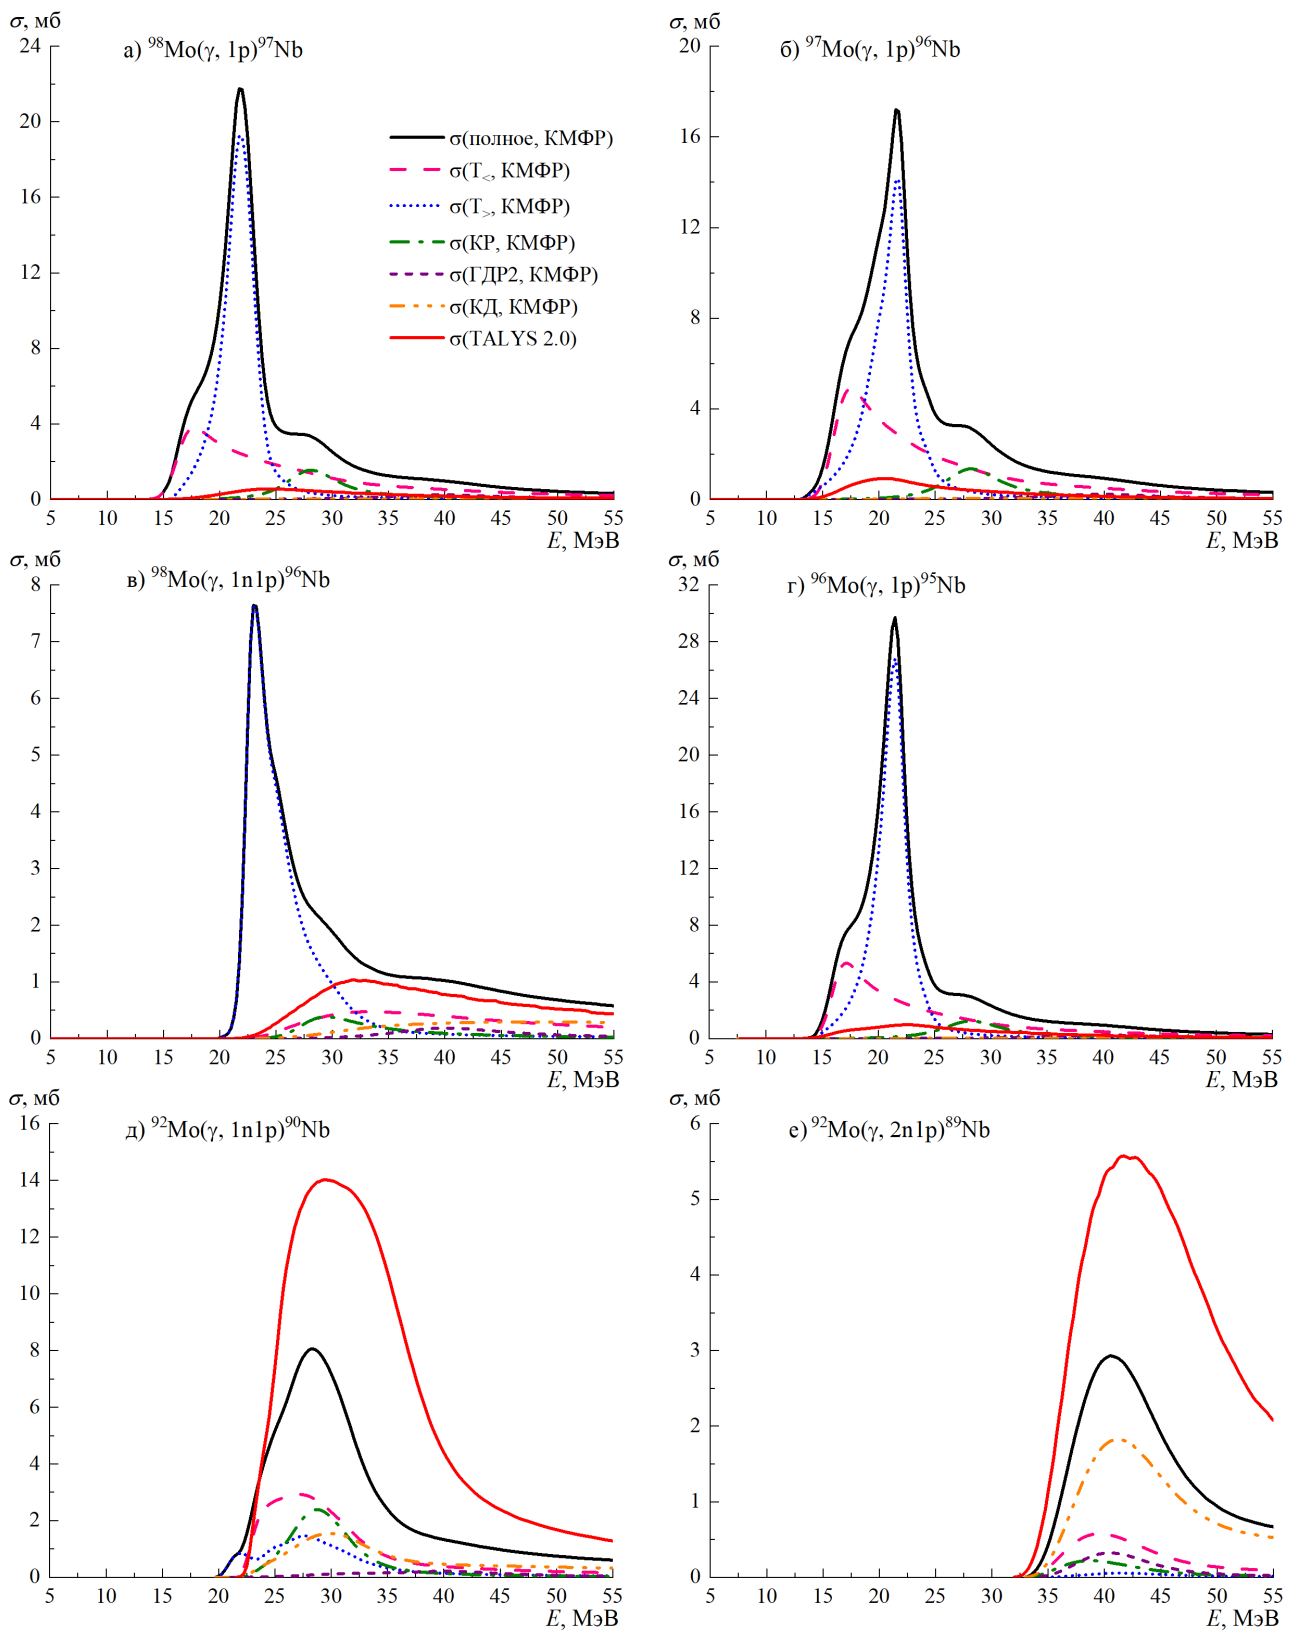 σ, мб
а) ⁹⁸Mo(γ, 1p)⁹⁷Nb
24
20
16
12
8
4
0
5 10 15 20 25 30 35 40 45 50 55
E, МэВ
σ(полное, КМФР)
σ(T<, КМФР)
σ(T>, КМФР)
σ(КР, КМФР)
σ(ГДР2, КМФР)
σ(КД, КМФР)
σ(TALYS 2.0)
σ, мб
б) ⁹⁷Mo(γ, 1p)⁹⁶Nb
20
16
12
8
4
0
5 10 15 20 25 30 35 40 45 50 55
E, МэВ
σ, мб
в) ⁹⁸Mo(γ, 1n1p)⁹⁶Nb
8
7
6
5
4
3
2
1
0
5 10 15 20 25 30 35 40 45 50 55
E, МэВ
σ, мб
г) ⁹⁶Mo(γ, 1p)⁹⁵Nb
32
28
24
20
16
12
8
4
0
5 10 15 20 25 30 35 40 45 50 55
E, МэВ
σ, мб
д) ⁹²Mo(γ, 1n1p)⁹⁰Nb
16
14
12
10
8
6
4
2
0
5 10 15 20 25 30 35 40 45 50 55
E, МэВ
σ, мб
е) ⁹²Mo(γ, 2n1p)⁸⁹Nb
6
5
4
3
2
1
0
5 10 15 20 25 30 35 40 45 50 55
E, МэВ